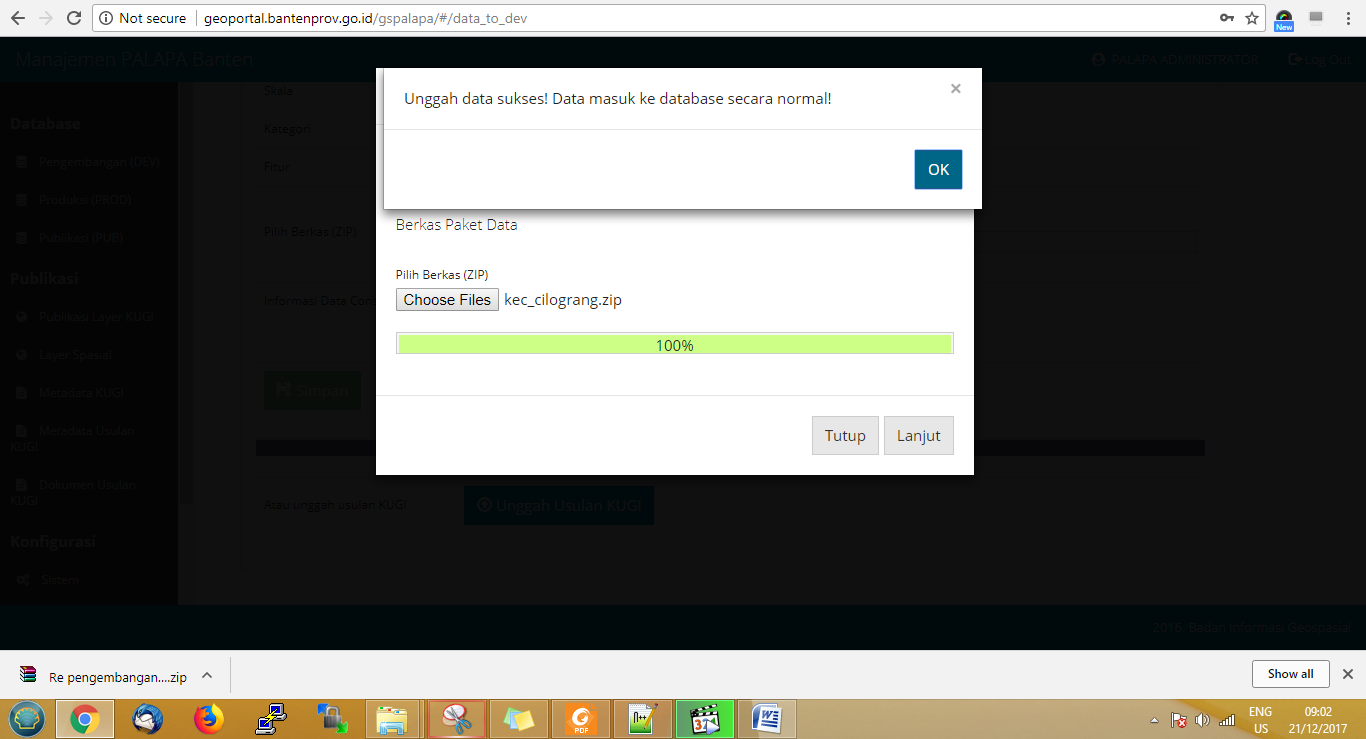 Not secure
geoportal.bantenprov.go.id/gspalapa/#/data_to_dev
New
Manajemen PALAPA Banten
PALAPA ADMINISTRATOR
Log Out
Database
Pengembangan (DEV)
Produksi (PROD)
Publikasi (PUB)
Publikasi
Publikasi Layer KUGI
Layer Spasial
Metadata KUGI
Metadata Usulan
KUGI
Dokumen Usulan
KUGI
Konfigurasi
Sistem
Skala
Kategori
Fitur
Pilih Berkas (ZIP)
Informasi Data
Simpan
Atau unggah usulan KUGI
Unggah Usulan KUGI
Unggah data sukses! Data masuk ke database secara normal!
×
OK
Berkas Paket Data
Pilih Berkas (ZIP)
Choose Files kec_cilograng.zip
100%
Tutup
Lanjut
2016, Badan Informasi Geospasial
Re pengembangan....zip
Show all
PDF
ENG
US
09:02
21/12/2017